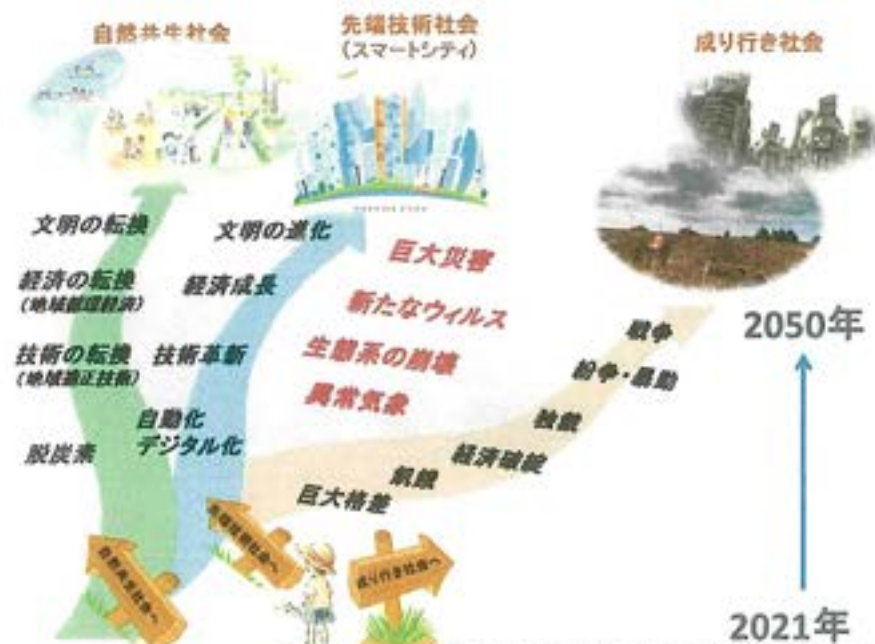 自然共生社会
先端技術社会
(スマートシティ)
成り行き社会
文明の転換
文明の進化
経済の転換
(地域循環経済)
経済成長
技術の転換
(地域適正技術)
技術革新
脱炭素
自動化
デジタル化
巨大災害
新たなウィルス
生態系の崩壊
異常気象
戦争
紛争・暴動
独裁
経済破綻
飢餓
巨大格差
2050年
2021年
自然共生社会へ
先端技術社会へ
成り行き社会へ